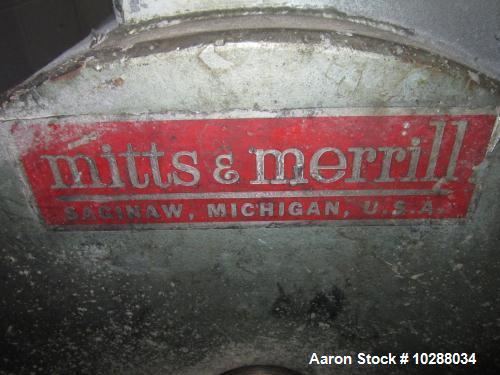 mitts & merrill
SAGINAW, MICHIGAN, U.S.A.
Aaron Stock # 10288034